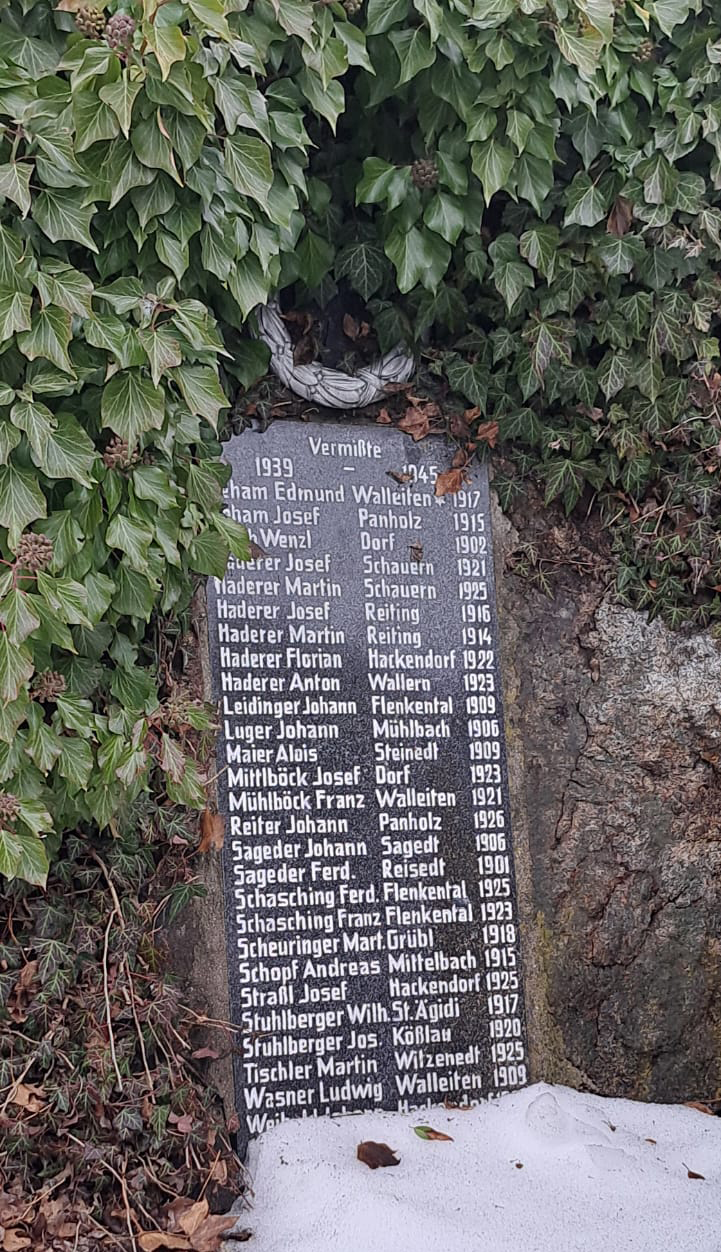 Vermißte
1939 – 1945
Edmund Walleiten * 1917
Josef Panholz 1915
Wenzl Dorf 1902
Haderer Josef Schauern 1921
Haderer Martin Schauern 1925
Haderer Josef Reiting 1916
Haderer Martin Reiting 1914
Haderer Florian Hackendorf 1922
Haderer Anton Wallern 1923
Leidinger Johann Flenkental 1909
Luger Johann Mühlbach 1906
Maier Alois Steinedt 1909
Mittlböck Josef Dorf 1923
Mühlböck Franz Walleiten 1921
Reiter Johann Panholz 1926
Sageder Johann Sagedt 1906
Sageder Ferd. Reisedt 1901
Schasching Ferd. Flenkental 1925
Schasching Franz Flenkental 1923
Scheuringer Mart. Grübl 1918
Schopf Andreas Mittelbach 1915
Straßl Josef Hackendorf 1925
Stuhlberger Wilh. St. Ägidi 1917
Stuhlberger Jos. Kößlau 1920
Tischler Martin Witzenedt 1925
Wasner Ludwig Walleiten 1909